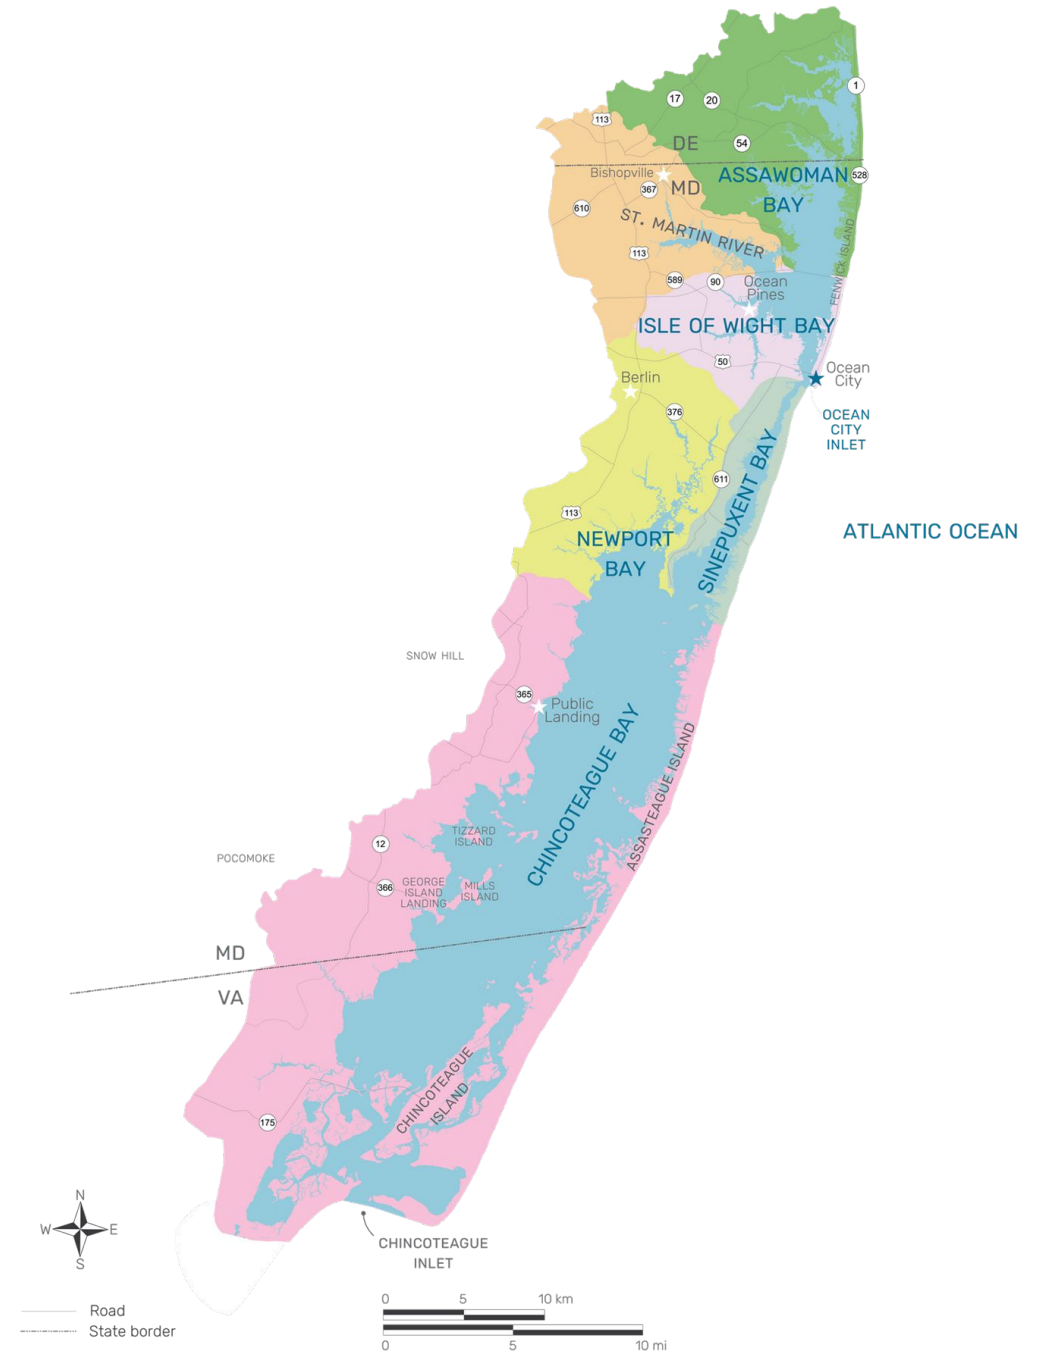 1
17
20
113
DE
54
Bishopville
367
MD
ASSAWOMAN
BAY
528
610
ST. MARTIN RIVER
113
FENWICK ISLAND
589
90
Ocean
Pines
ISLE OF WIGHT BAY
50
Ocean
City
Berlin
376
OCEAN
CITY
INLET
611
SINEPUXENT BAY
113
ATLANTIC OCEAN
NEWPORT
BAY
SNOW HILL
365
Public
Landing
CHINCOTEAGUE BAY
ASSASTEAGUE ISLAND
TIZZARD
ISLAND
12
POCOMOKE
366
GEORGE
ISLAND
LANDING
MILLS
ISLAND
MD
VA
CHINCOTEAGUE
ISLAND
175
N
W
E
S
CHINCOTEAGUE
INLET
Road
State border
0 5 10 km
0 5 10 mi